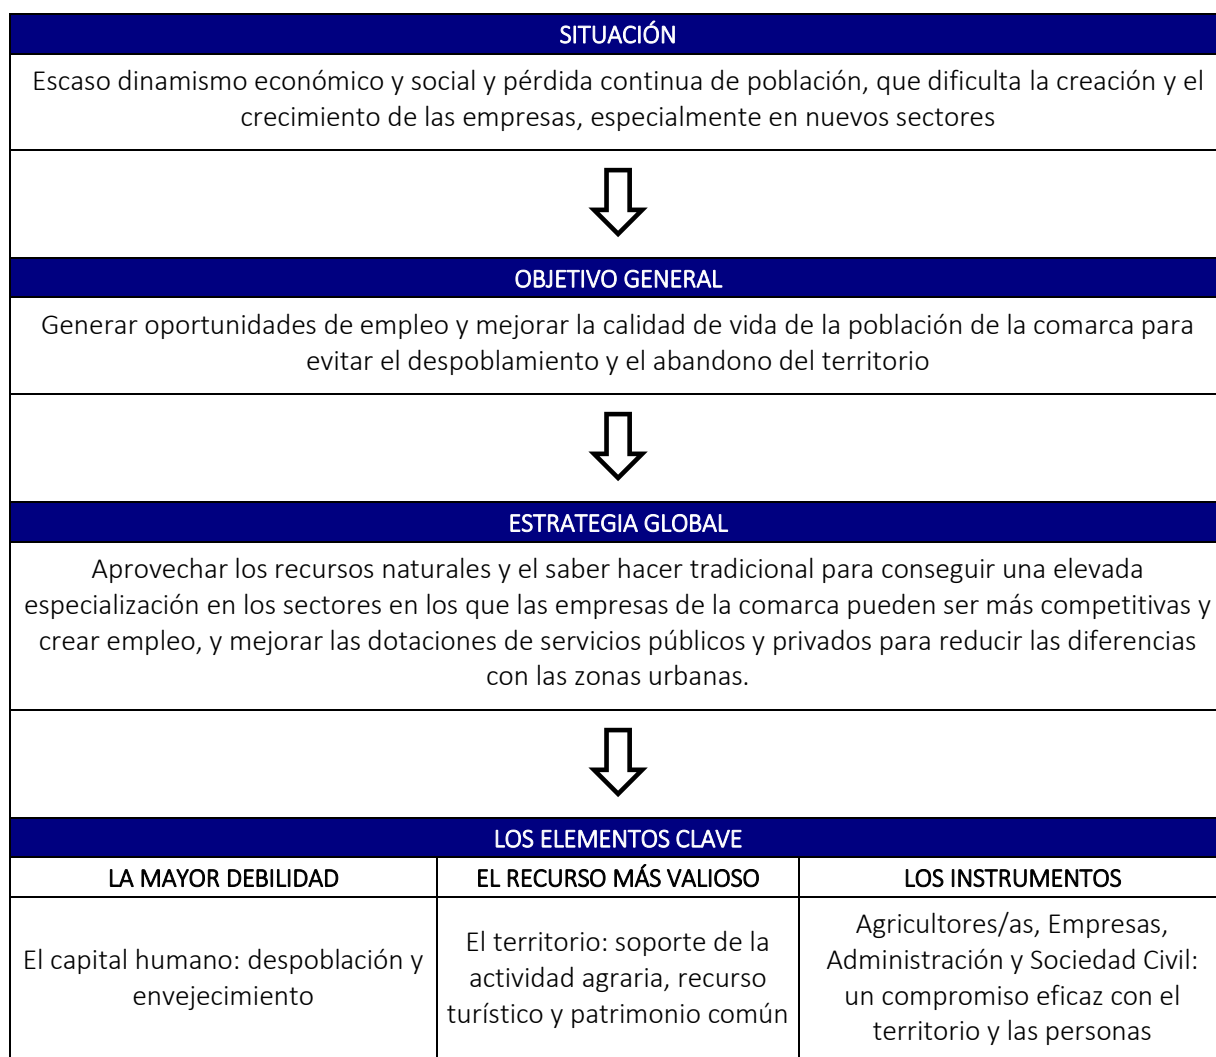 SITUACIÓN
Escaso dinamismo económico y social y pérdida continua de población, que dificulta la creación y el
crecimiento de las empresas, especialmente en nuevos sectores
OBJETIVO GENERAL
Generar oportunidades de empleo y mejorar la calidad de vida de la población de la comarca para
evitar el despoblamiento y el abandono del territorio
ESTRATEGIA GLOBAL
Aprovechar los recursos naturales y el saber hacer tradicional para conseguir una elevada
especialización en los sectores en los que las empresas de la comarca pueden ser más competitivas y
crear empleo, y mejorar las dotaciones de servicios públicos y privados para reducir las diferencias
con las zonas urbanas.
LOS ELEMENTOS CLAVE
LA MAYOR DEBILIDAD
El capital humano: despoblación y
envejecimiento
EL RECURSO MÁS VALIOSO
El territorio: soporte de la
actividad agraria, recurso
turístico y patrimonio común
LOS INSTRUMENTOS
Agricultores/as, Empresas,
Administración y Sociedad Civil:
un compromiso eficaz con el
territorio y las personas